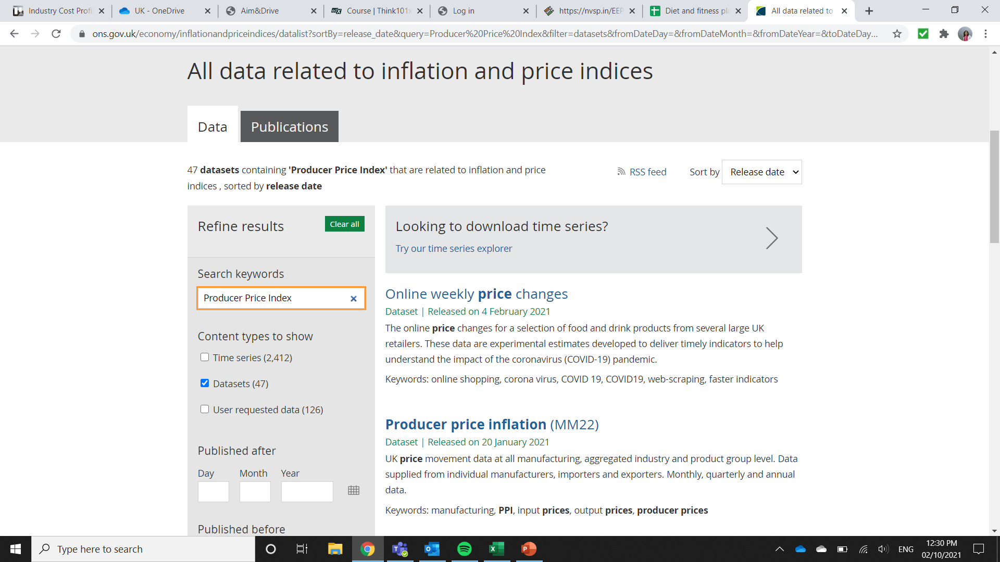 Industry Cost Profi
UK - OneDrive
Aim&Drive
Course | Think101x
Log in
https://nvsp.in/EEP
Diet and fitness pla
All data related to
ons.gov.uk/economy/inflationandpriceindices/datalist?sortBy=release_date&query=Producer%20Price%20Index&filter=datasets&fromDateDay=&fromDateMonth=&fromDateYear=&toDateDay...
All data related to inflation and price indices
Data
Publications
47 datasets containing 'Producer Price Index' that are related to inflation and price
indices , sorted by release date
RSS feed
Sort by Release date
Refine results
Clear all
Search keywords
Producer Price Index
Content types to show
Time series (2,412)
Datasets (47)
User requested data (126)
Published after
Day Month Year
Published before
Looking to download time series?
Try our time series explorer
Online weekly price changes
Dataset | Released on 4 February 2021
The online price changes for a selection of food and drink products from several large UK
retailers. These data are experimental estimates developed to deliver timely indicators to help
understand the impact of the coronavirus (COVID-19) pandemic.
Keywords: online shopping, corona virus, COVID 19, COVID19, web-scraping, faster indicators
Producer price inflation (MM22)
Dataset | Released on 20 January 2021
UK price movement data at all manufacturing, aggregated industry and product group level. Data
supplied from individual manufacturers, importers and exporters. Monthly, quarterly and annual
data.
Keywords: manufacturing, PPI, input prices, output prices, producer prices
Type here to search
ENG
12:30 PM
02/10/2021